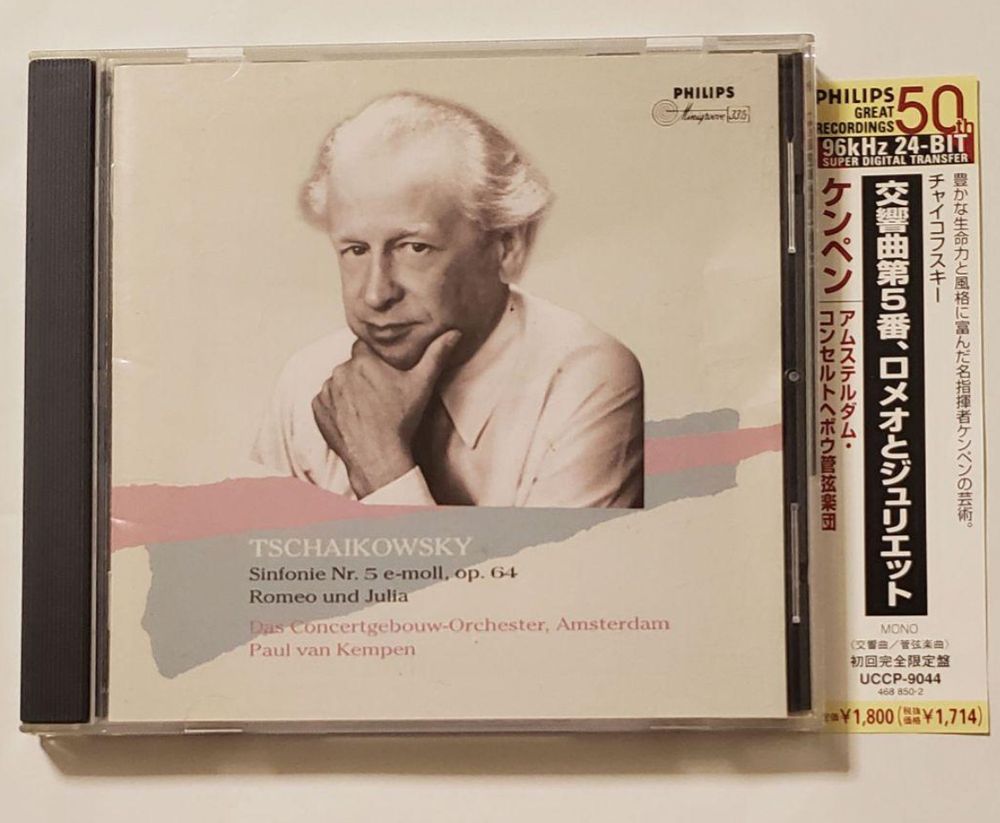 PHILIPS
Minigroove 33⅓
TSCHAIKOWSKY
Sinfonie Nr. 5 e-moll, op. 64
Romeo und Julia
Das Concertgebouw-Orchester, Amsterdam
Paul van Kempen
PHILIPS
GREAT
RECORDINGS
50th
96kHz 24-BIT
SUPER DIGITAL TRANSFER
豊かな生命力と風格に富んだ名指揮者ケンペンの芸術。
チャイコフスキー
交響曲第5番、ロメオとジュリエット
ケンペン
アムステルダム・
コンセルトヘボウ管弦楽団
MONO
〈交響曲/管弦楽曲〉
初回完全限定盤
UCCP-9044
468 850-2
定価¥1,800(税抜価格¥1,714)